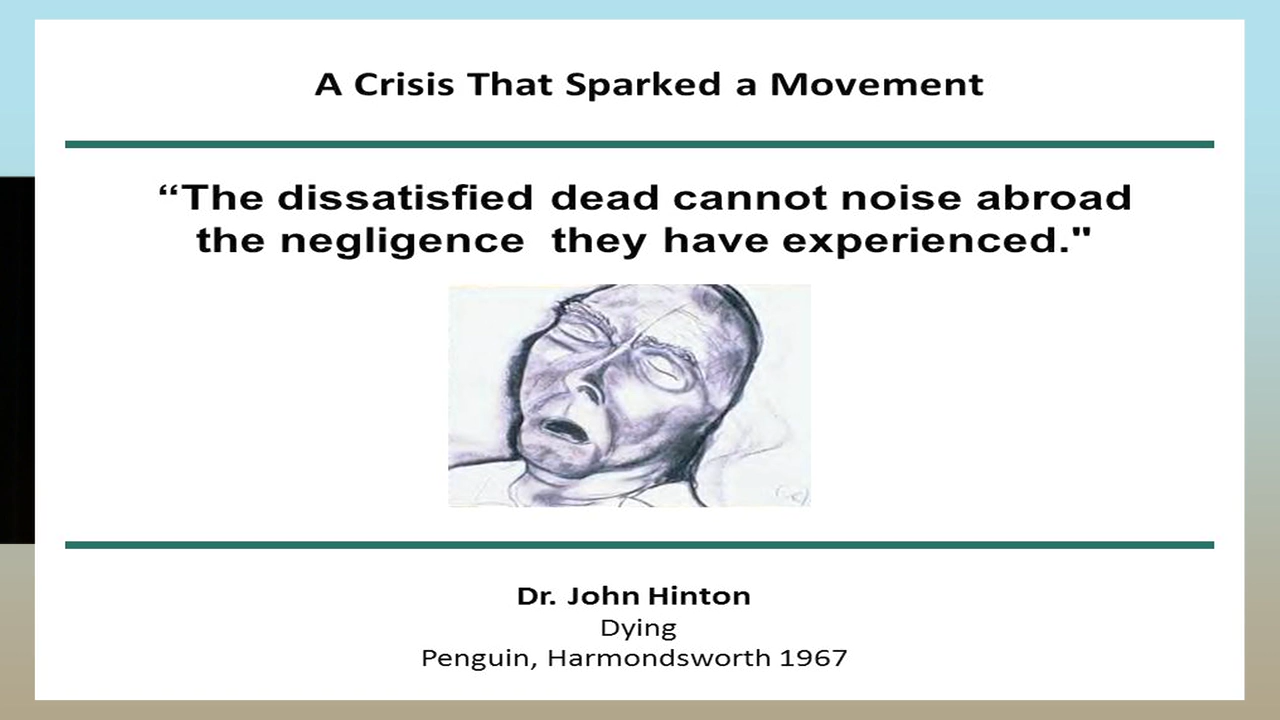 A Crisis That Sparked a Movement
“The dissatisfied dead cannot noise abroad
the negligence they have experienced."
Dr. John Hinton
Dying
Penguin, Harmondsworth 1967